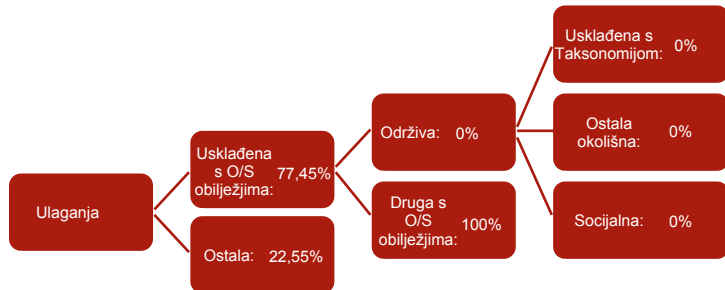 Ulaganja
Usklađena
s O/S
obilježjima: 77,45%
Ostala: 22,55%
Održiva: 0%
Druga s
O/S
obilježjima: 100%
Usklađena s
Taksonomijom: 0%
Ostala
okolišna: 0%
Socijalna: 0%